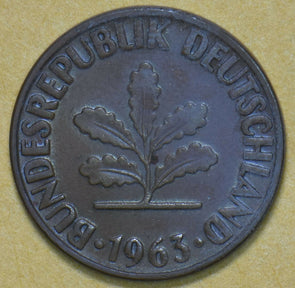 BUNDESREPUBLIK DEUTSCHLAND
· 1963 ·